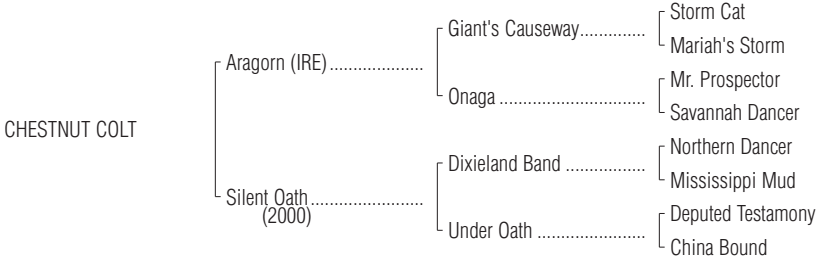 Storm Cat
Giant's Causeway..............
Mariah's Storm
Aragorn (IRE) ....................
Mr. Prospector
Onaga ...............................
Savannah Dancer
CHESTNUT COLT
Northern Dancer
Dixieland Band .................
Mississippi Mud
Silent Oath........................
(2000)
Deputed Testamony
Under Oath .......................
China Bound